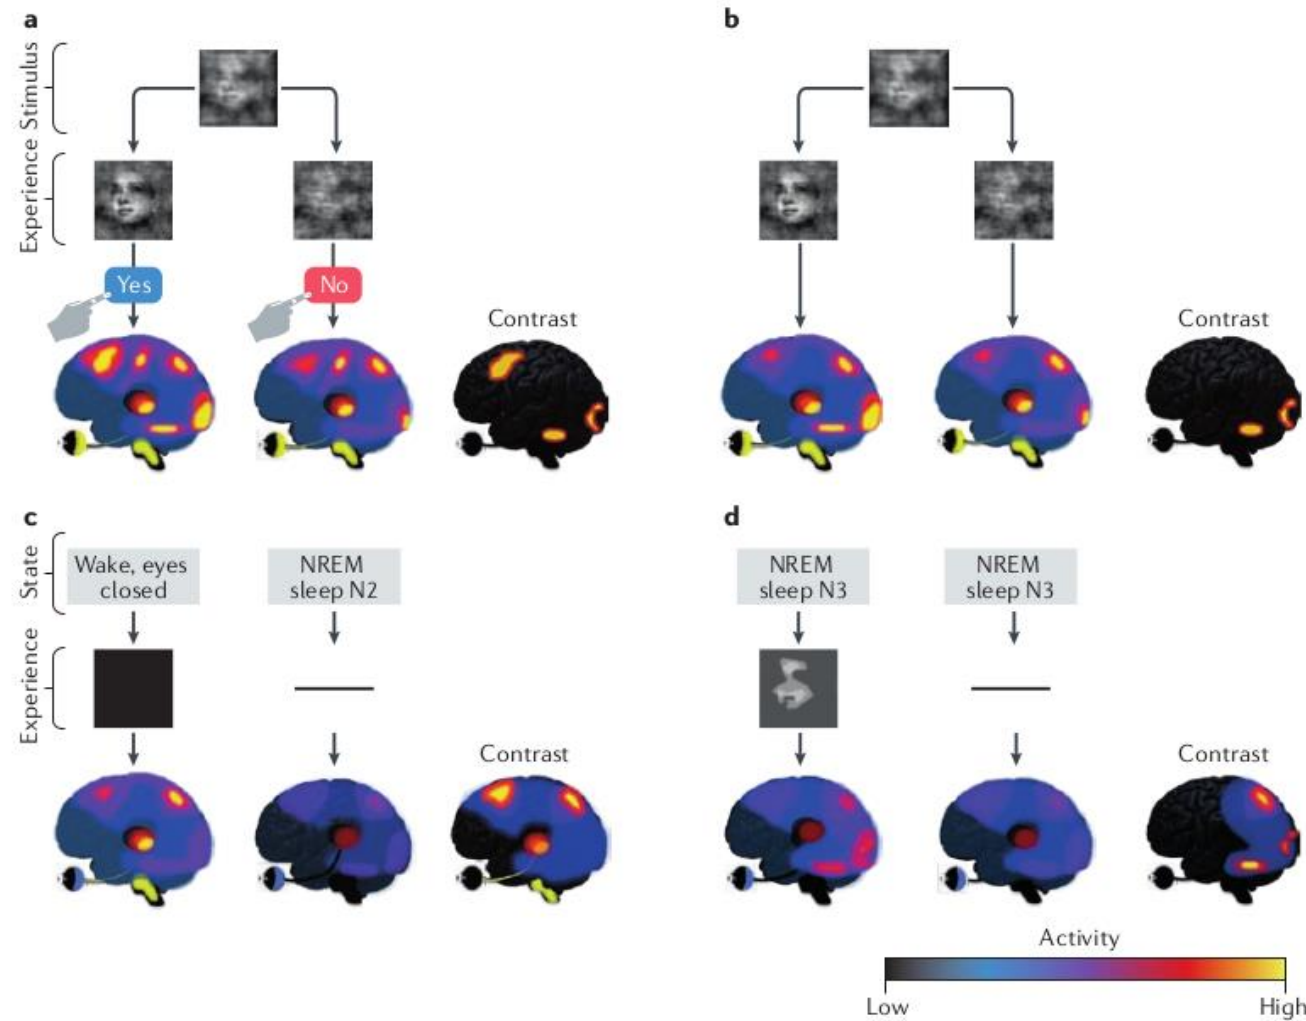 a
Stimulus
Experience
Yes
No
Contrast
b
Contrast
c
State
Wake, eyes
closed
NREM
sleep N2
Experience
Contrast
d
NREM
sleep N3
NREM
sleep N3
Contrast
Activity
Low
High